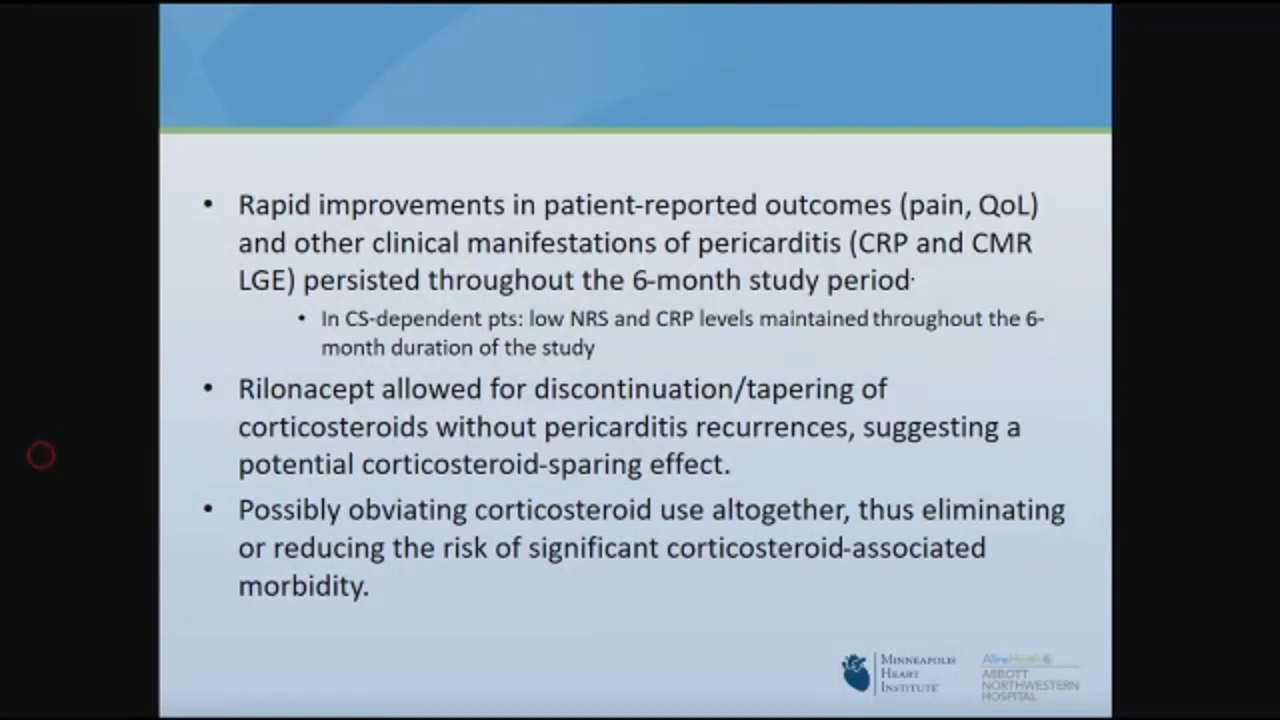 • Rapid improvements in patient-reported outcomes (pain, QoL)
and other clinical manifestations of pericarditis (CRP and CMR
LGE) persisted throughout the 6-month study period.
• In CS-dependent pts: low NRS and CRP levels maintained throughout the 6-
month duration of the study
• Rilonacept allowed for discontinuation/tapering of
corticosteroids without pericarditis recurrences, suggesting a
potential corticosteroid-sparing effect.
• Possibly obviating corticosteroid use altogether, thus eliminating
or reducing the risk of significant corticosteroid-associated
morbidity.
MINNEAPOLIS
HEART
INSTITUTE
AllinaHealth
ABBOTT
NORTHWESTERN
HOSPITAL